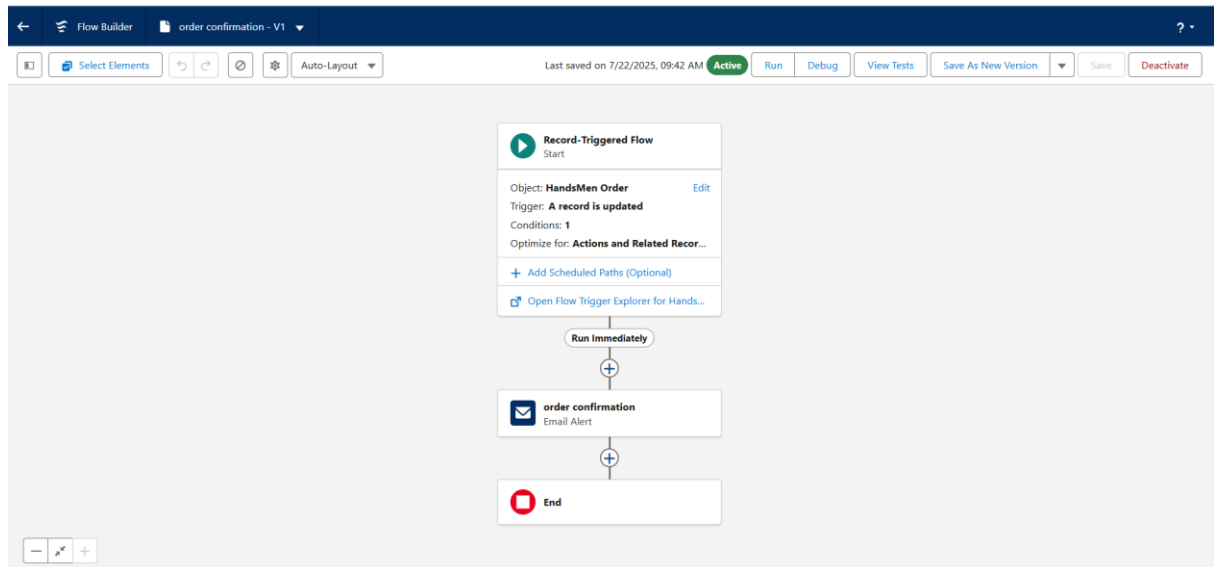 Flow Builder
order confirmation - V1
?
Select Elements
Auto-Layout
Last saved on 7/22/2025, 09:42 AM
Active
Run
Debug
View Tests
Save As New Version
Save
Deactivate
Record-Triggered Flow
Start
Object: HandsMen Order
Edit
Trigger: A record is updated
Conditions: 1
Optimize for: Actions and Related Recor...
+ Add Scheduled Paths (Optional)
Open Flow Trigger Explorer for Hands...
Run Immediately
order confirmation
Email Alert
End